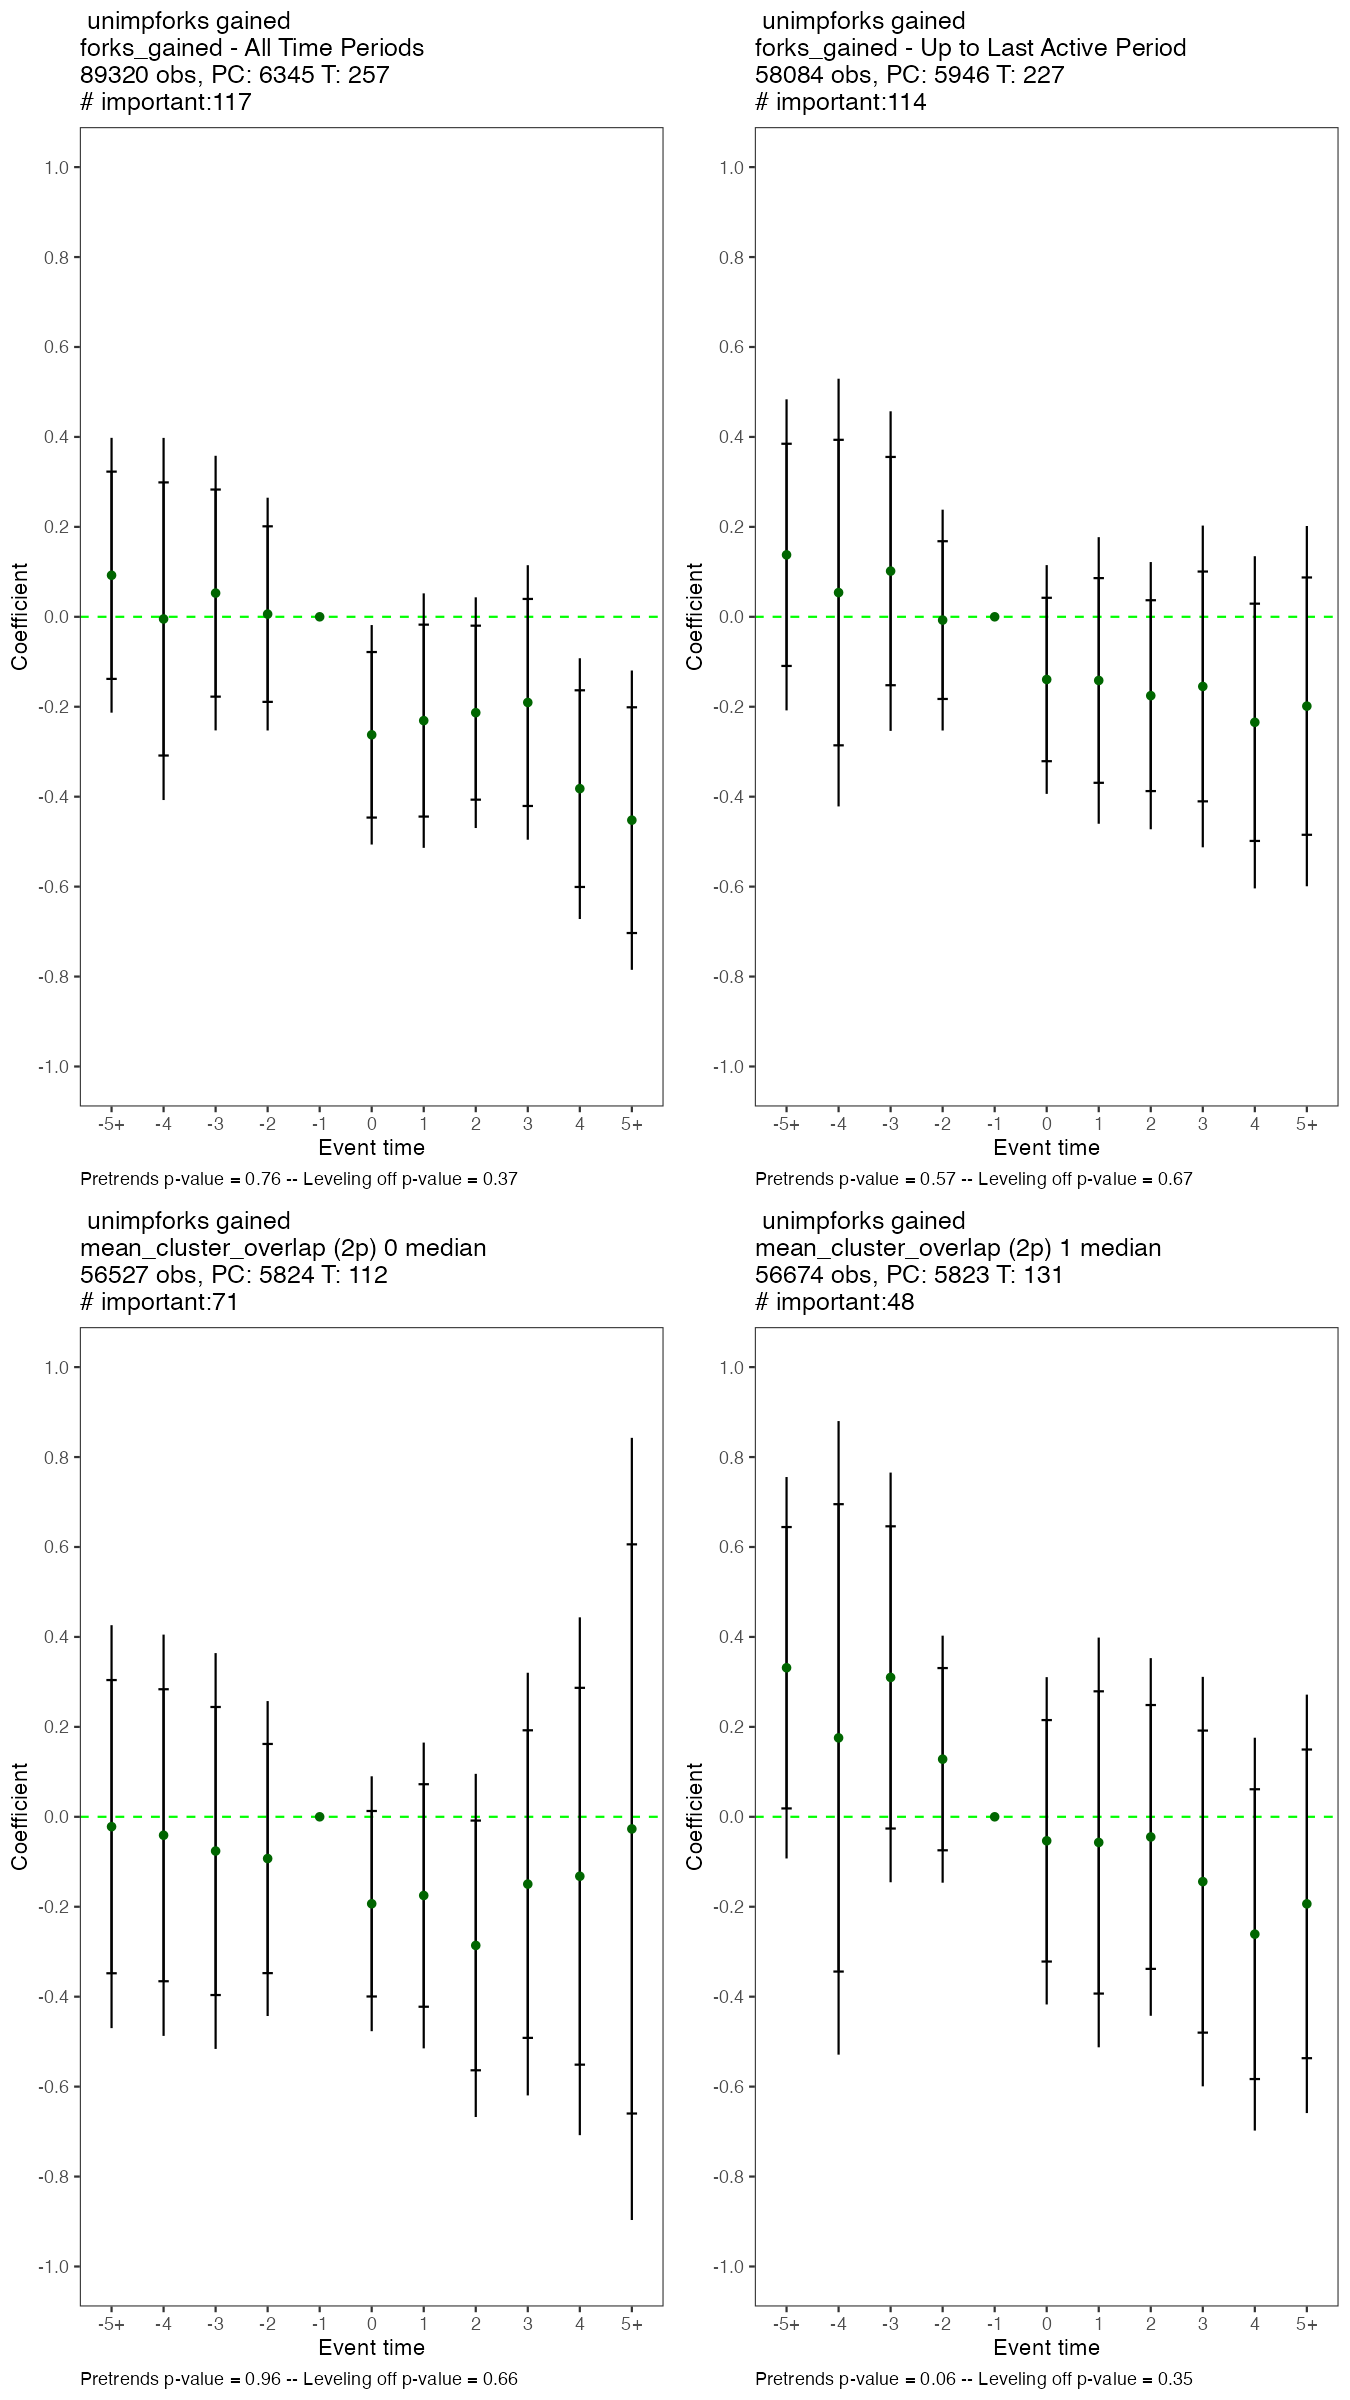 unimpforks gained
forks_gained - All Time Periods
89320 obs, PC: 6345 T: 257
# important:117
Coefficient
1.0
0.8
0.6
0.4
0.2
0.0
-0.2
-0.4
-0.6
-0.8
-1.0
-5+ -4 -3 -2 -1 0 1 2 3 4 5+
Event time
Pretrends p-value = 0.76 -- Leveling off p-value = 0.37
unimpforks gained
forks_gained - Up to Last Active Period
58084 obs, PC: 5946 T: 227
# important:114
Coefficient
1.0
0.8
0.6
0.4
0.2
0.0
-0.2
-0.4
-0.6
-0.8
-1.0
-5+ -4 -3 -2 -1 0 1 2 3 4 5+
Event time
Pretrends p-value = 0.57 -- Leveling off p-value = 0.67
unimpforks gained
mean_cluster_overlap (2p) 0 median
56527 obs, PC: 5824 T: 112
# important:71
Coefficient
1.0
0.8
0.6
0.4
0.2
0.0
-0.2
-0.4
-0.6
-0.8
-1.0
-5+ -4 -3 -2 -1 0 1 2 3 4 5+
Event time
Pretrends p-value = 0.96 -- Leveling off p-value = 0.66
unimpforks gained
mean_cluster_overlap (2p) 1 median
56674 obs, PC: 5823 T: 131
# important:48
Coefficient
1.0
0.8
0.6
0.4
0.2
0.0
-0.2
-0.4
-0.6
-0.8
-1.0
-5+ -4 -3 -2 -1 0 1 2 3 4 5+
Event time
Pretrends p-value = 0.06 -- Leveling off p-value = 0.35